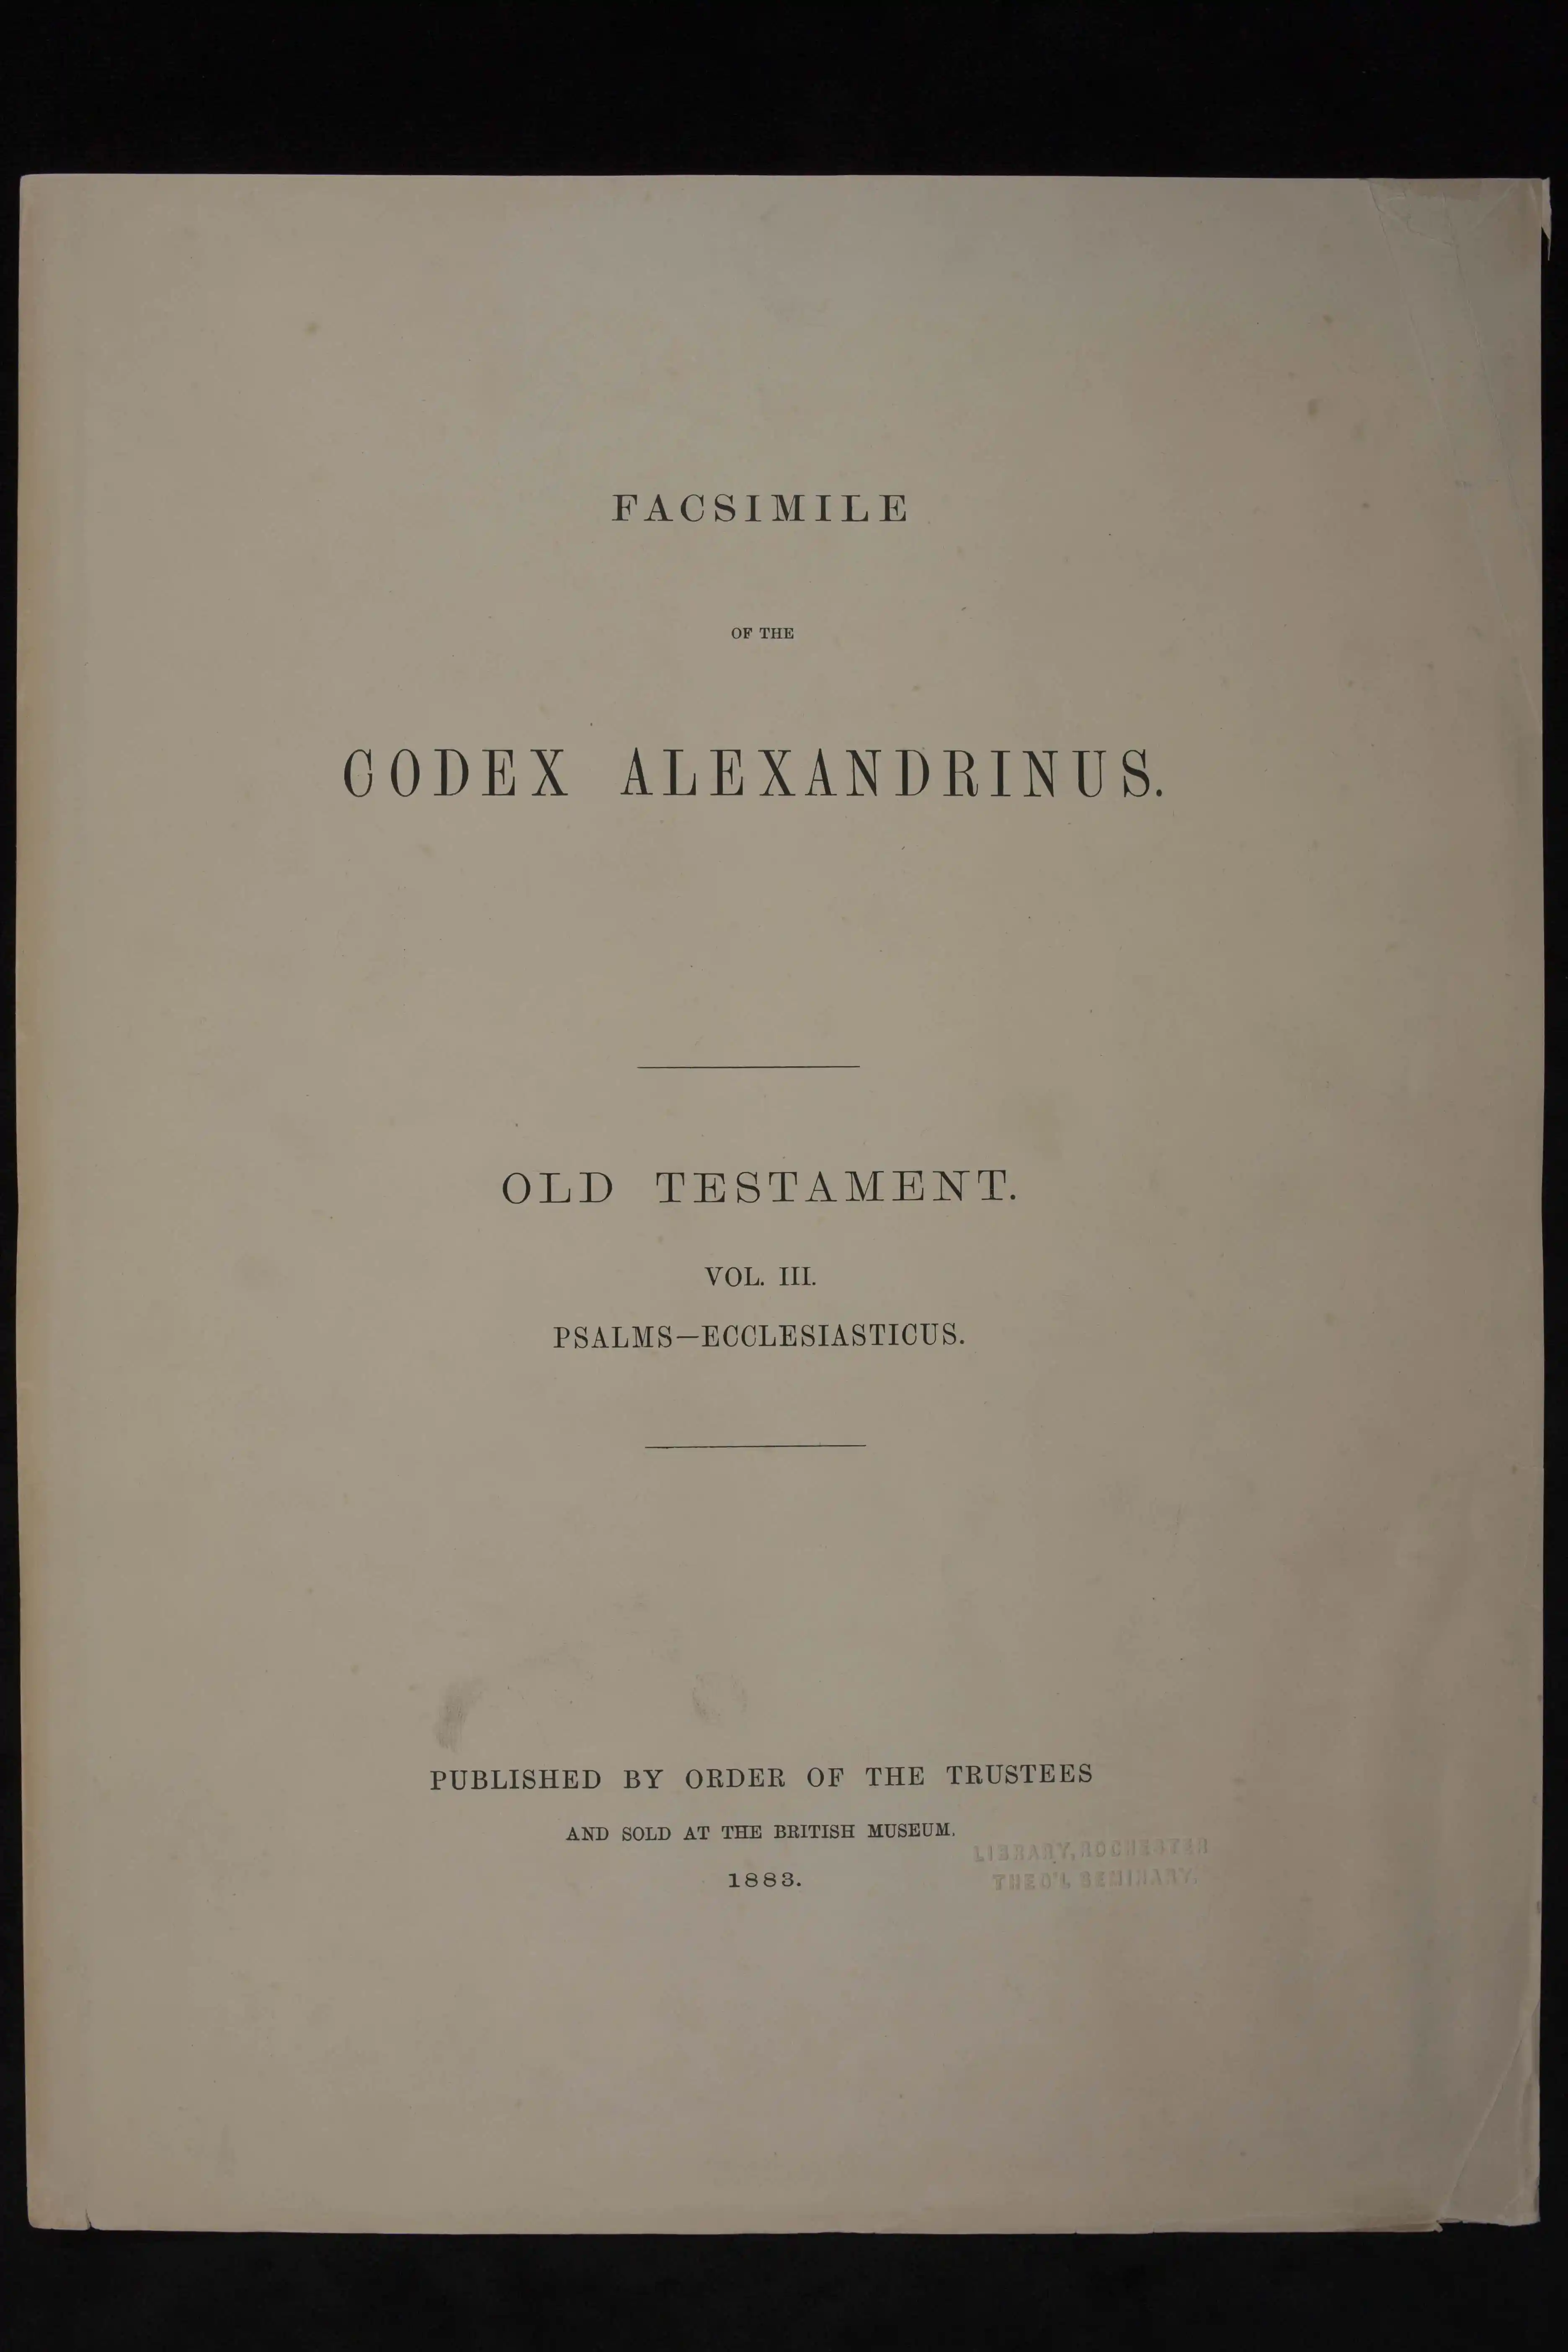 FACSIMILE
OF THE
CODEX ALEXANDRINUS.
OLD TESTAMENT.
VOL. III.
PSALMS—ECCLESIASTICUS.
PUBLISHED BY ORDER OF THE TRUSTEES
AND SOLD AT THE BRITISH MUSEUM.
1883.
LIBRARY, ROCHESTER
THEO'L SEMINARY.